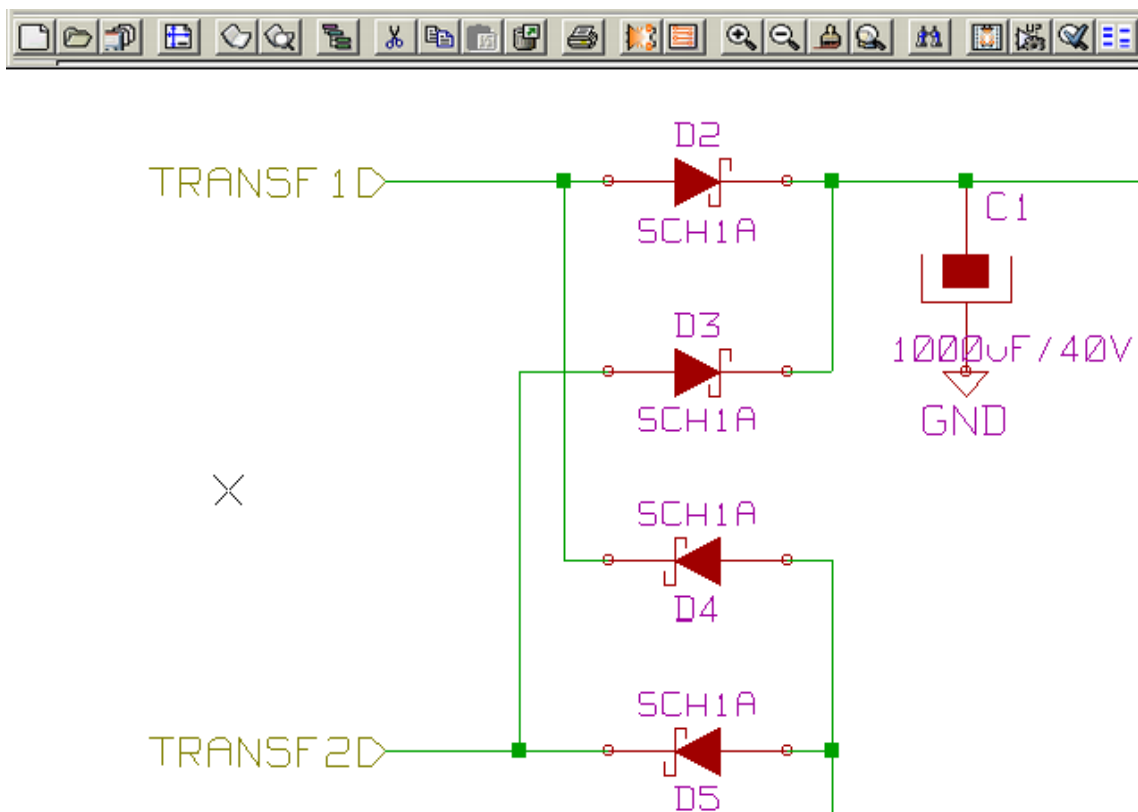 D2
TRANSF1
SCH1A
C1
D3
1000uF/40V
SCH1A
GND
SCH1A
D4
SCH1A
TRANSF2
D5